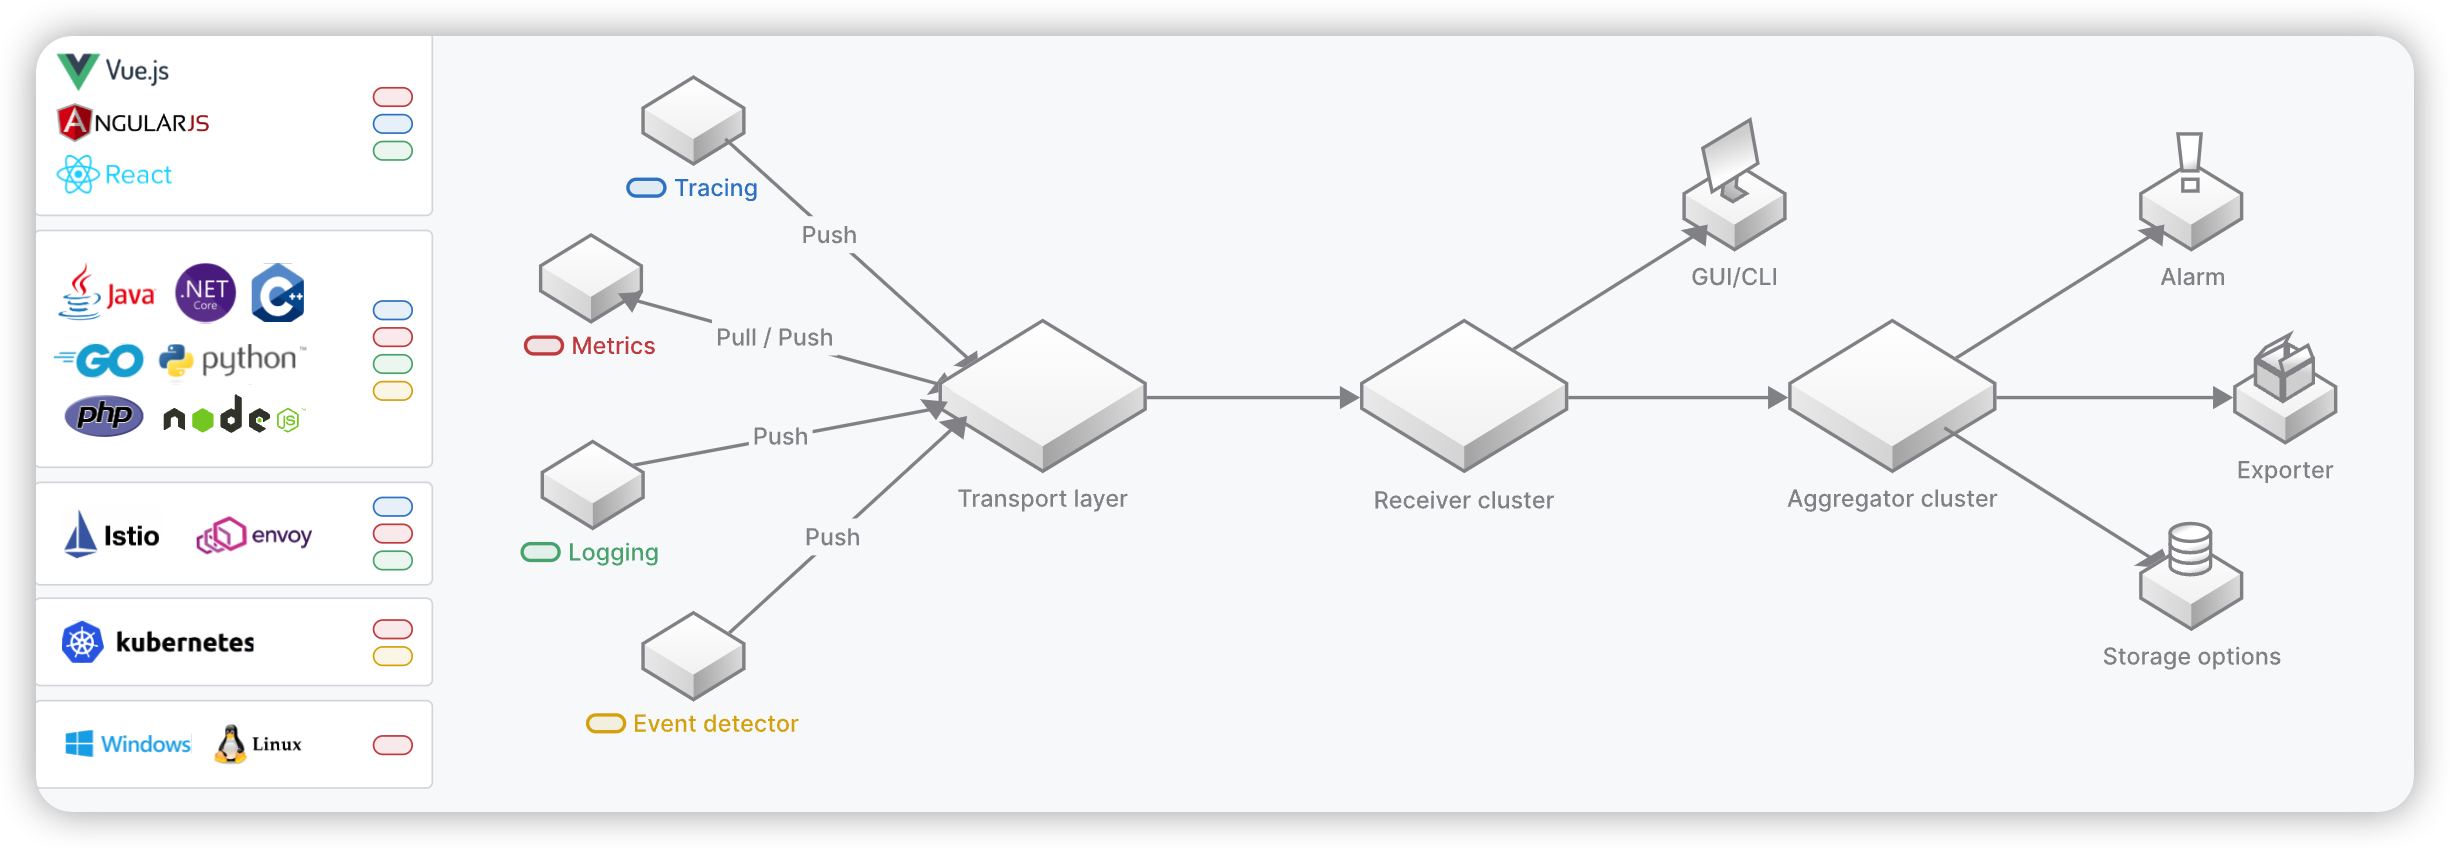 Vue.js
ANGULARJS
React
Java
.NET
Core
C++
GO
python™
php
node
JS
Istio
envoy
kubernetes
Windows
Linux
Tracing
Push
Metrics
Pull / Push
Logging
Push
Push
Event detector
Transport layer
Receiver cluster
GUI/CLI
Aggregator cluster
Alarm
Exporter
Storage options